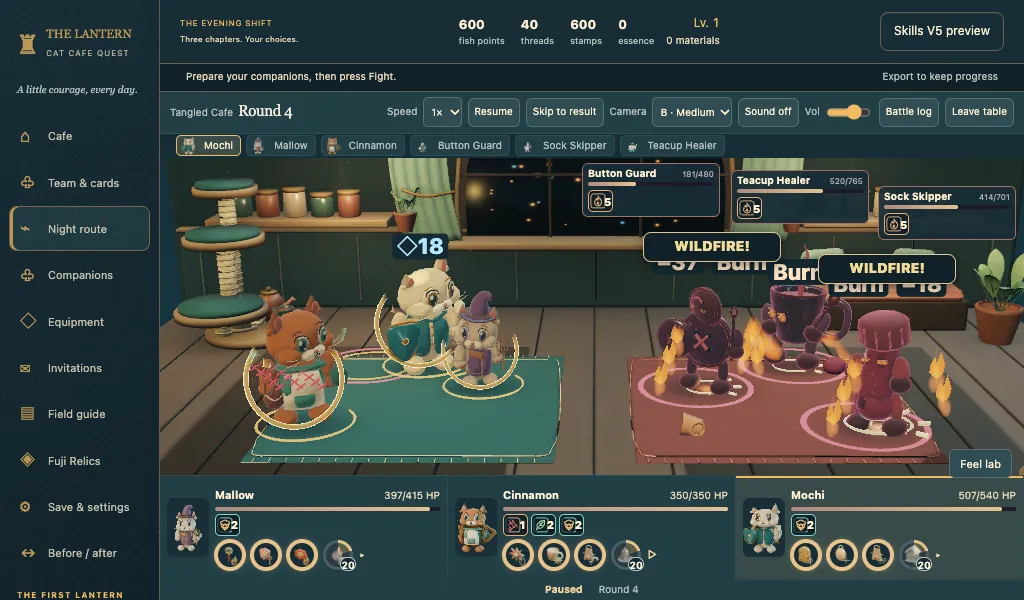 THE LANTERN
CAT CAFE QUEST
A little courage, every day.
Cafe
Team & cards
Night route
Companions
Equipment
Invitations
Field guide
Fuji Relics
Save & settings
Before / after
THE FIRST LANTERN
THE EVENING SHIFT
Three chapters. Your choices.
600 fish points
40 threads
600 stamps
0 essence
Lv. 1
0 materials
Skills V5 preview
Prepare your companions, then press Fight.
Export to keep progress
Tangled Cafe Round 4
Speed 1x Resume Skip to result Camera B · Medium Sound off Vol Battle log Leave table
Mochi Mallow Cinnamon Button Guard Sock Skipper Teacup Healer
Button Guard 181/480
5
Teacup Healer 520/765
5
Sock Skipper 414/701
5
18
WILDFIRE!
WILDFIRE!
-37 Burn
Burn
Burn -18
Feel lab
Mallow 397/415 HP
2
20
Cinnamon 350/350 HP
1 2 2
20
Mochi 507/540 HP
2
20
Paused Round 4